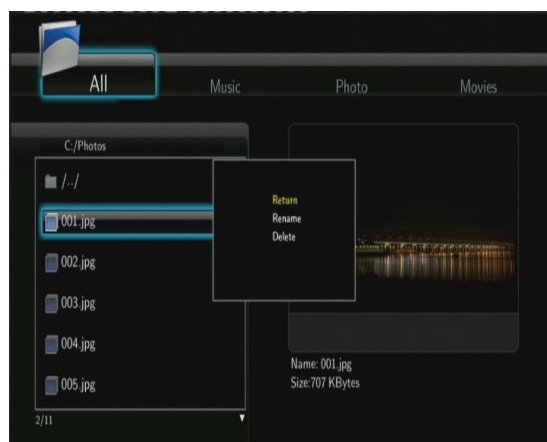 All
Music
Photo
Movies
C:/Photos
/../
001.jpg
002.jpg
003.jpg
004.jpg
005.jpg
2/11
Return
Rename
Delete
Name: 001.jpg
Size:707 KBytes